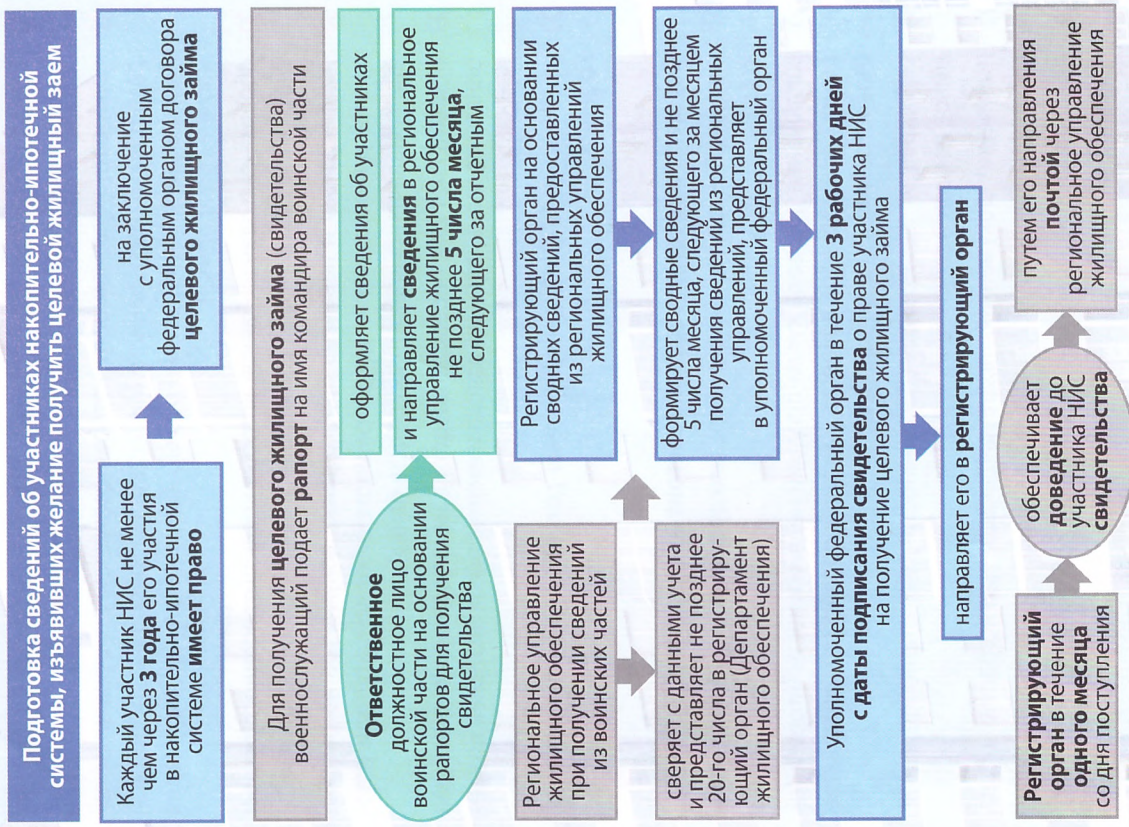 Подготовка сведений об участниках накопительно-ипотечной
системы, изъявивших желание получить целевой жилищный заем
Каждый участник НИС не менее
чем через 3 года его участия
в накопительно-ипотечной
системе имеет право
на заключение
с уполномоченным
федеральным органом договора
целевого жилищного займа
Для получения целевого жилищного займа (свидетельства)
военнослужащий подает рапорт на имя командира воинской части
Ответственное
должностное лицо
воинской части на основании
рапортов для получения
свидетельства
оформляет сведения об участниках
и направляет сведения в региональное
управление жилищного обеспечения
не позднее 5 числа месяца,
следующего за отчетным
Региональное управление
жилищного обеспечения
при получении сведений
из воинских частей
сверяет с данными учета
и представляет не позднее
20-го числа в регистриру-
ющий орган (Департамент
жилищного обеспечения)
Регистрирующий орган на основании
сводных сведений, предоставленных
из региональных управлений
жилищного обеспечения
формирует сводные сведения и не позднее
5 числа месяца, следующего за месяцем
получения сведений из региональных
управлений, представляет
в уполномоченный федеральный орган
Уполномоченный федеральный орган в течение 3 рабочих дней
с даты подписания свидетельства о праве участника НИС
на получение целевого жилищного займа
направляет его в регистрирующий орган
Регистрирующий
орган в течение
одного месяца
со дня поступления
обеспечивает
доведение до
участника НИС
свидетельства
путем его направления
почтой через
региональное управление
жилищного обеспечения